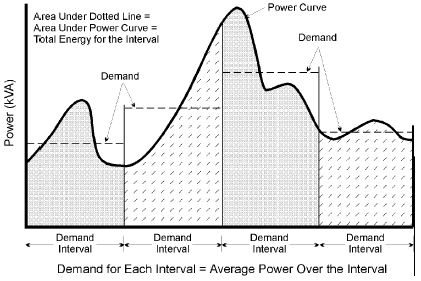 Area Under Dotted Line =
Area Under Power Curve =
Total Energy for the Interval
Power Curve
Demand
Demand
Power (kVA)
Demand
Interval
Demand
Interval
Demand
Interval
Demand
Interval
Demand for Each Interval = Average Power Over the Interval